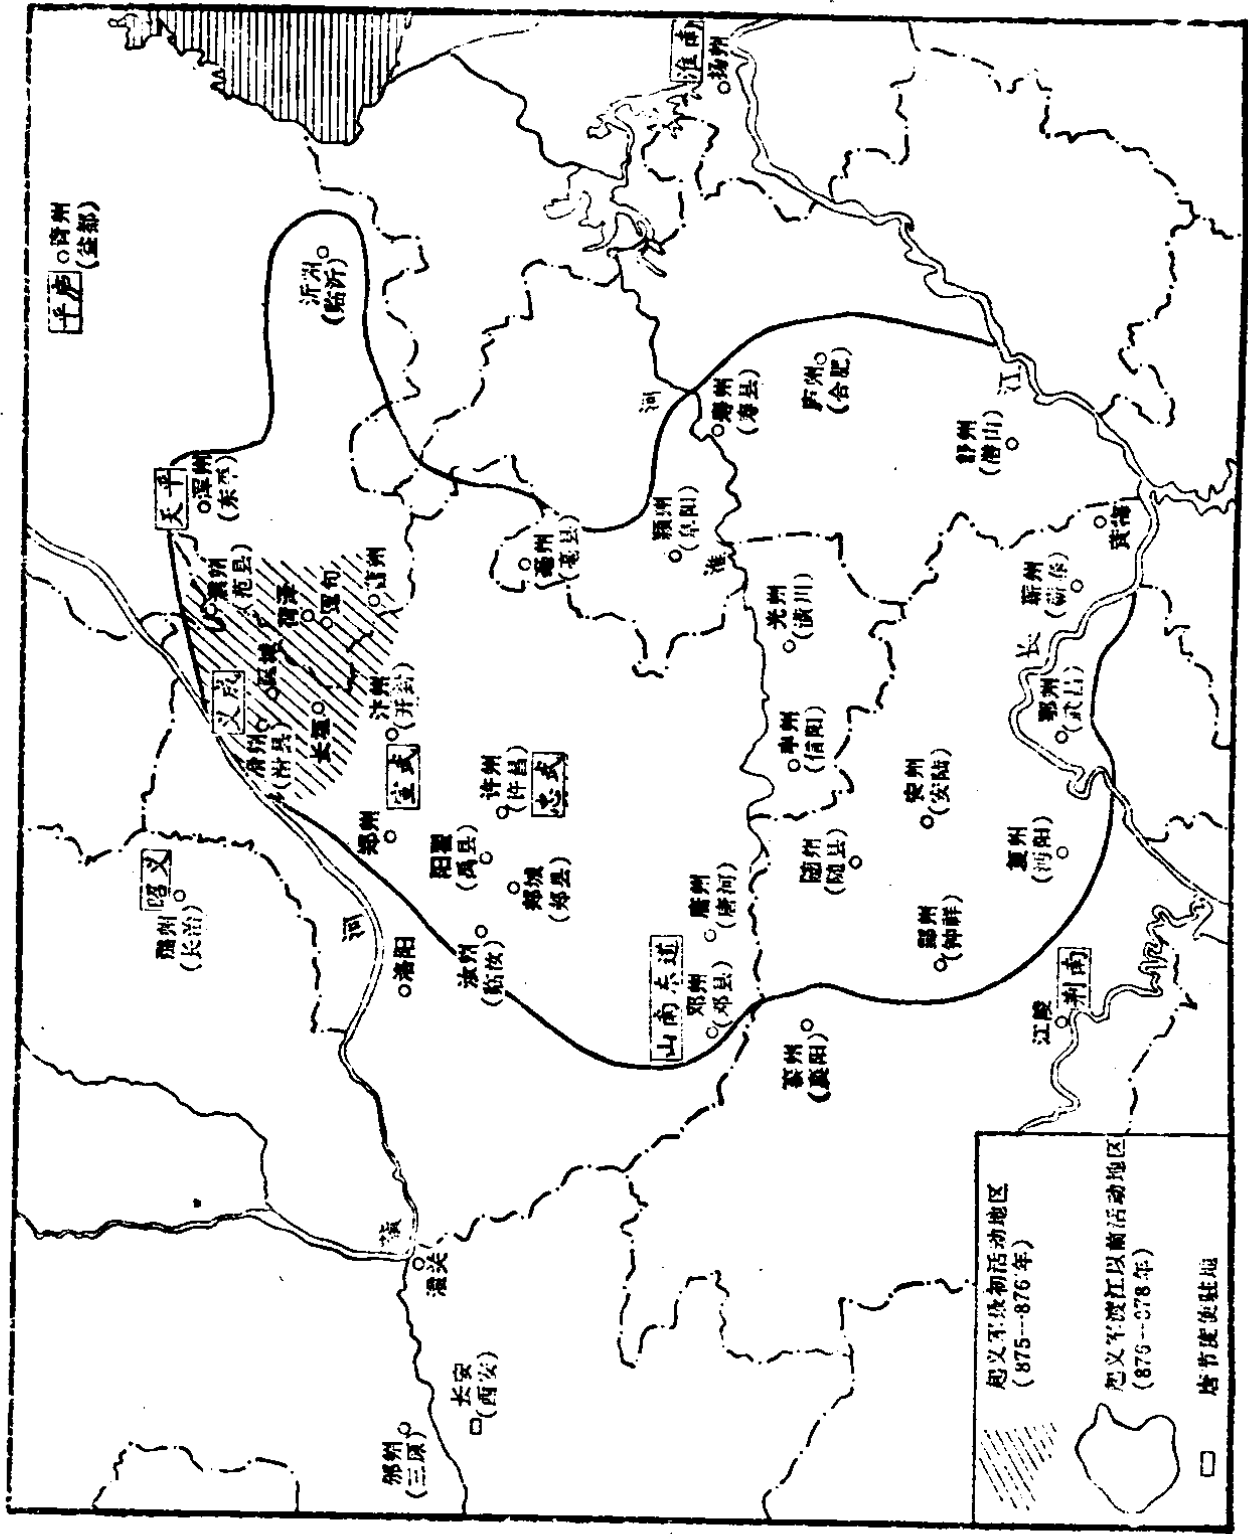 平庐
青州
(益都)
沂州
(临沂)
淮南
扬州
天平
郓州
濮州
(范县)
菏泽
冤句
曹州
义成
滑州
(滑县)
匡城
长垣
汴州
(开封)
宣武
郑州
阳翟
(禹县)
许州
(许昌)
忠武
郏城
(郏县)
汝州
(临汝)
洛阳
昭义
潞州
(长治)
河
黄
潼关
长安
(西安)
(三原)
亳州
(亳县)
颍州
(阜阳)
淮
河
寿州
(寿县)
庐州
(合肥)
舒州
(潜山)
江
长
黄梅
蕲州
(蕲春)
鄂州
(武昌)
光州
(潢川)
申州
(信阳)
安州
(安陆)
随州
(随县)
复州
(沔阳)
郢州
(钟祥)
唐州
(唐河)
山南东道
邓州
(邓县)
襄州
(襄阳)
江陵
荆南
起义军最初活动地区
(875--876年)
起义军渡江以前活动地区
(876--878年)
唐节度使驻地